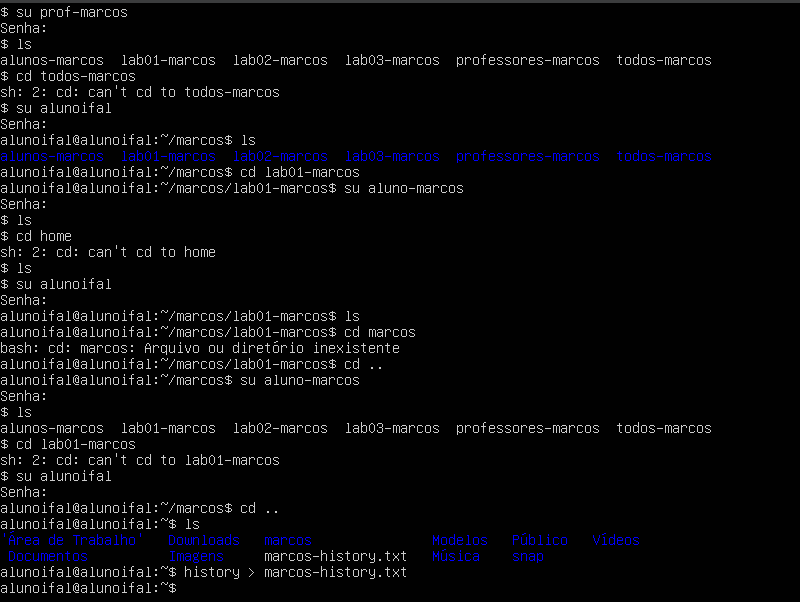 $ su prof-marcos
Senha:
$ ls
alunos-marcos  lab01-marcos  lab02-marcos  lab03-marcos  professores-marcos  todos-marcos
$ cd todos-marcos
sh: 2: cd: can't cd to todos-marcos
$ su alunoifal
Senha:
alunoifal@alunoifal:~/marcos$ ls
alunos-marcos  lab01-marcos  lab02-marcos  lab03-marcos  professores-marcos  todos-marcos
alunoifal@alunoifal:~/marcos$ cd lab01-marcos
alunoifal@alunoifal:~/marcos/lab01-marcos$ su aluno-marcos
Senha:
$ ls
$ cd home
sh: 2: cd: can't cd to home
$ ls
$ su alunoifal
Senha:
alunoifal@alunoifal:~/marcos/lab01-marcos$ ls
alunoifal@alunoifal:~/marcos/lab01-marcos$ cd marcos
bash: cd: marcos: Arquivo ou diretório inexistente
alunoifal@alunoifal:~/marcos/lab01-marcos$ cd ..
alunoifal@alunoifal:~/marcos$ su aluno-marcos
Senha:
$ ls
alunos-marcos  lab01-marcos  lab02-marcos  lab03-marcos  professores-marcos  todos-marcos
$ cd lab01-marcos
sh: 2: cd: can't cd to lab01-marcos
$ su alunoifal
Senha:
alunoifal@alunoifal:~/marcos$ cd ..
alunoifal@alunoifal:~$ ls
'Área de Trabalho'   Downloads   marcos               Modelos   Público   Vídeos
 Documentos          Imagens     marcos-history.txt   Música    snap
alunoifal@alunoifal:~$ history > marcos-history.txt
alunoifal@alunoifal:~$